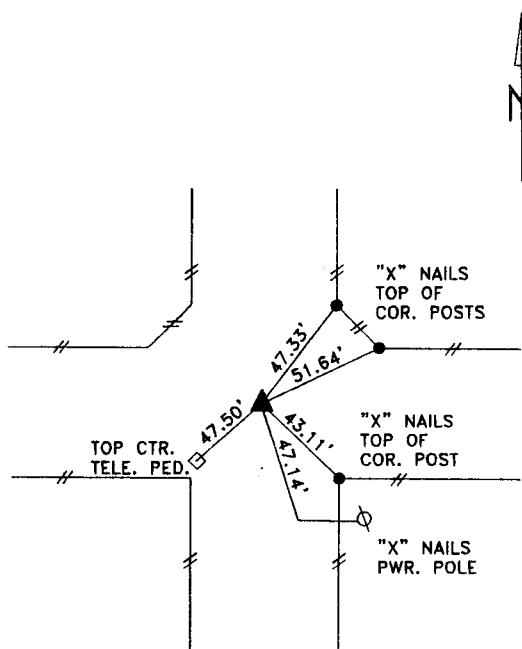 N
"X" NAILS
TOP OF
COR. POSTS
47.33'
51.64'
47.50'
43.11'
47.14'
TOP CTR.
TELE. PED.
"X" NAILS
TOP OF
COR. POST
"X" NAILS
PWR. POLE